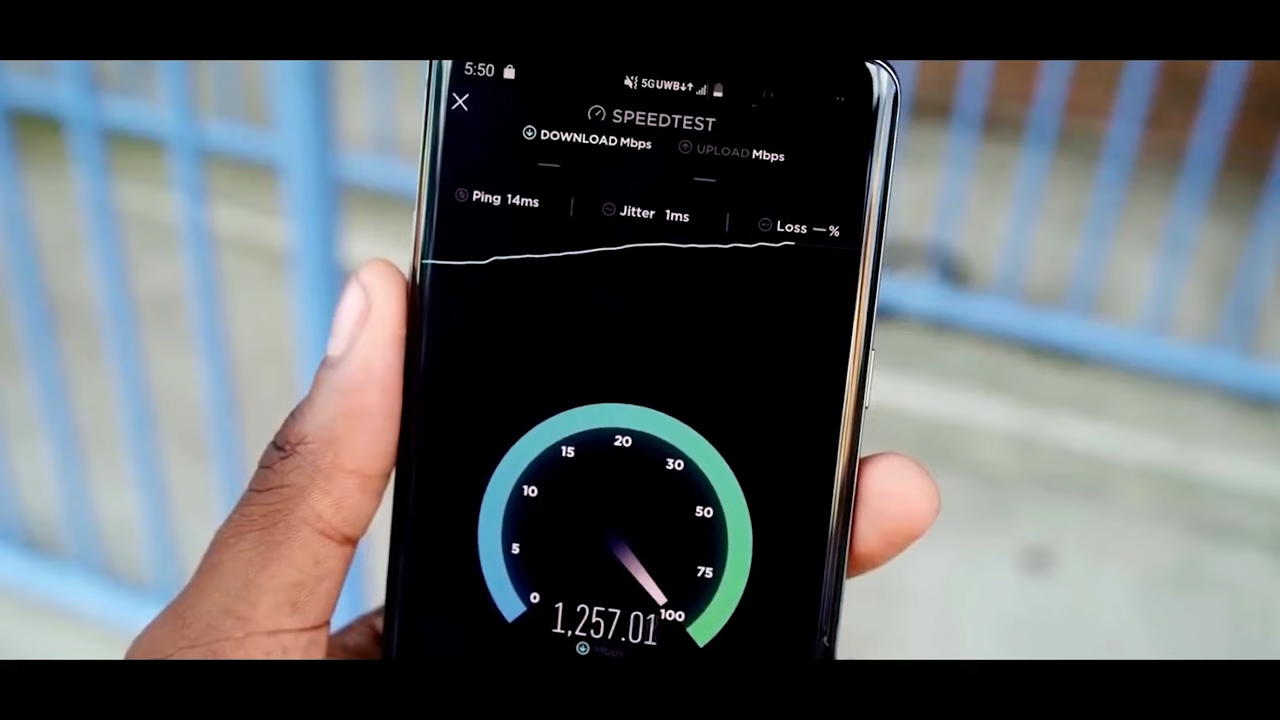 5:50 5GUWB
SPEEDTEST
DOWNLOAD Mbps UPLOAD Mbps
— —
Ping 14ms Jitter 1ms Loss —%
20
15 30
10 50
5 75
0 100
1,257.01
Mbps